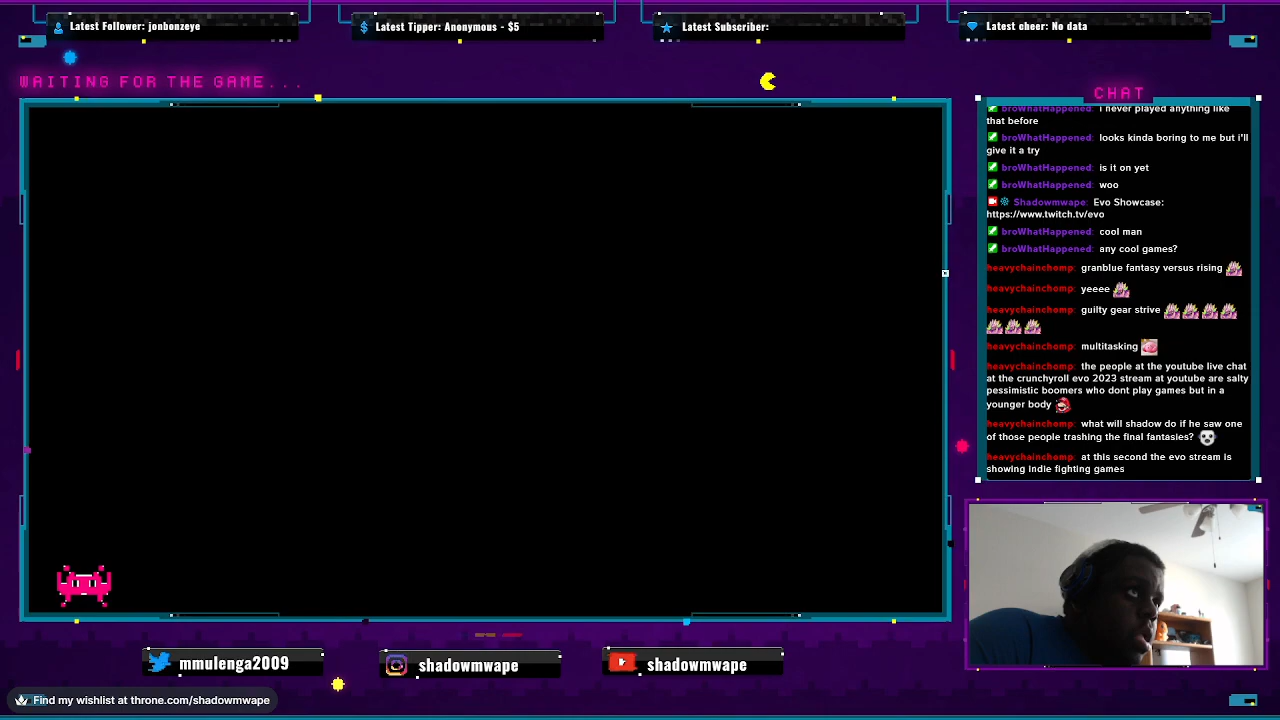 Latest Follower: jonbonzeye
Latest Tipper: Anonymous - $5
Latest Subscriber:
Latest cheer: No data
WAITING FOR THE GAME...
CHAT
broWhatHappened: i never played anything like
that before
broWhatHappened: looks kinda boring to me but i'll
give it a try
broWhatHappened: is it on yet
broWhatHappened: woo
Shadowmwape: Evo Showcase:
https://www.twitch.tv/evo
broWhatHappened: cool man
broWhatHappened: any cool games?
heavychainchomp: granblue fantasy versus rising
heavychainchomp: yeeee
heavychainchomp: guilty gear strive
heavychainchomp: multitasking
heavychainchomp: the people at the youtube live chat
at the crunchyroll evo 2023 stream at youtube are salty
pessimistic boomers who dont play games but in a
younger body
heavychainchomp: what will shadow do if he saw one
of those people trashing the final fantasies?
heavychainchomp: at this second the evo stream is
showing indie fighting games
mmulenga2009
shadowmwape
shadowmwape
Find my wishlist at throne.com/shadowmwape